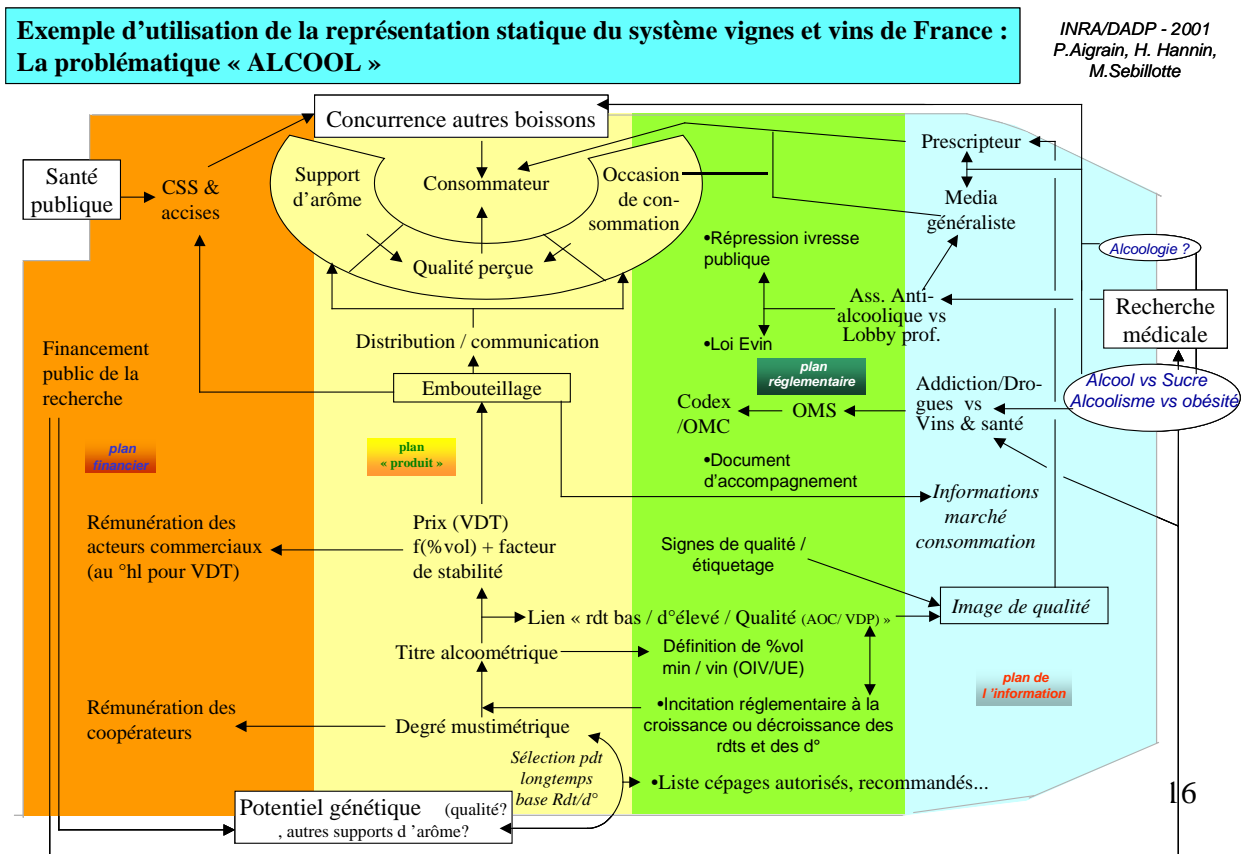 Exemple d'utilisation de la représentation statique du système vignes et vins de France :
La problématique « ALCOOL »
INRA/DADP - 2001
P.Aigrain, H. Hannin,
M.Sebillotte
Concurrence autres boissons
Santé
publique
CSS &
accises
Support
d'arôme
Consommateur
Occasion
de con-
sommation
Qualité perçue
Prescripteur
Media
généraliste
•Répression ivresse
publique
Alcoologie ?
Ass. Anti-
alcoolique vs
Lobby prof.
Recherche
médicale
•Loi Evin
Distribution / communication
Financement
public de la
recherche
Embouteillage
plan
réglementaire
Alcool vs Sucre
Alcoolisme vs obésité
Addiction/Dro-
gues vs
Vins & santé
Codex
/OMC
OMS
plan
financier
plan
« produit »
•Document
d'accompagnement
Informations
marché
consommation
Rémunération des
acteurs commerciaux
(au °hl pour VDT)
Prix (VDT)
f(%vol) + facteur
de stabilité
Signes de qualité /
étiquetage
Image de qualité
Lien « rdt bas / d°élevé / Qualité (AOC/ VDP) »
Titre alcoométrique
Définition de %vol
min / vin (OIV/UE)
plan de
l 'information
Rémunération des
coopérateurs
Degré mustimétrique
•Incitation réglementaire à la
croissance ou décroissance des
rdts et des d°
Sélection pdt
longtemps
base Rdt/d°
•Liste cépages autorisés, recommandés...
Potentiel génétique (qualité?
, autres supports d 'arôme?
16